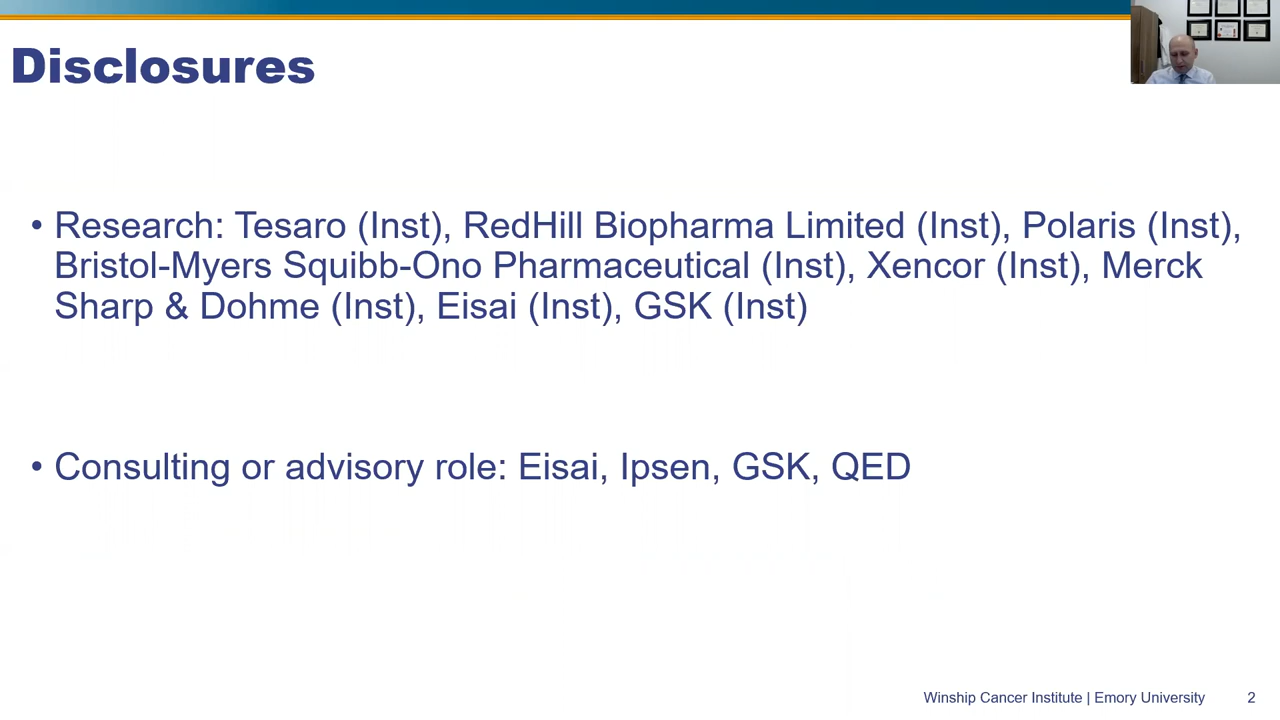 Disclosures
• Research: Tesaro (Inst), RedHill Biopharma Limited (Inst), Polaris (Inst),
Bristol-Myers Squibb-Ono Pharmaceutical (Inst), Xencor (Inst), Merck
Sharp & Dohme (Inst), Eisai (Inst), GSK (Inst)
• Consulting or advisory role: Eisai, Ipsen, GSK, QED
Winship Cancer Institute | Emory University 2